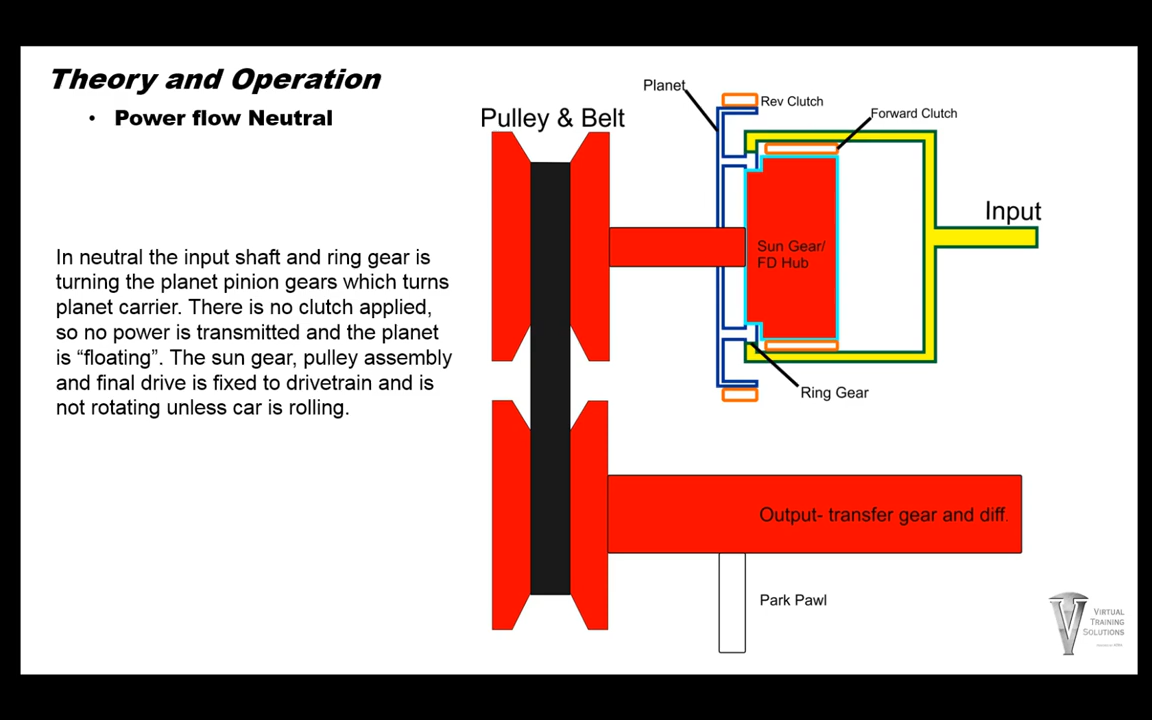 Theory and Operation
• Power flow Neutral
Pulley & Belt
Planet
Rev Clutch
Forward Clutch
Input
In neutral the input shaft and ring gear is
turning the planet pinion gears which turns
planet carrier. There is no clutch applied,
so no power is transmitted and the planet
is “floating”. The sun gear, pulley assembly
and final drive is fixed to drivetrain and is
not rotating unless car is rolling.
Sun Gear/
FD Hub
Ring Gear
Output- transfer gear and diff.
Park Pawl
VIRTUAL
TRAINING
SOLUTIONS